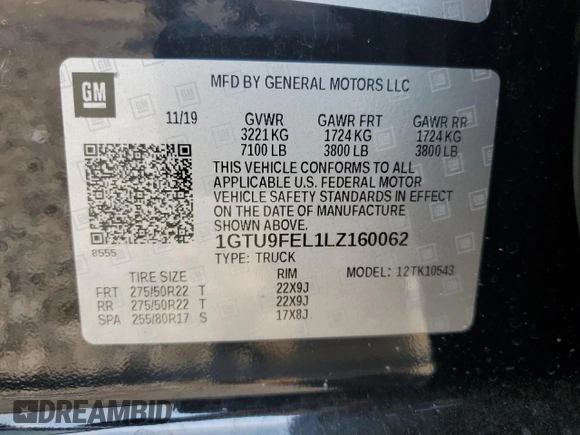 GM
MFD BY GENERAL MOTORS LLC
11/19 GVWR GAWR FRT GAWR RR
3221 KG 1724 KG 1724 KG
7100 LB 3800 LB 3800 LB
THIS VEHICLE CONFORMS TO ALL
APPLICABLE U.S. FEDERAL MOTOR
VEHICLE SAFETY STANDARDS IN EFFECT
ON THE DATE OF MANUFACTURE
SHOWN ABOVE.
1GTU9FEL1LZ160062
8555
TYPE: TRUCK MODEL: 12TK10543
TIRE SIZE RIM
FRT 275/50R22 T 22X9J
RR 275/50R22 T 22X9J
SPA 255/80R17 S 17X8J
DREAMBID